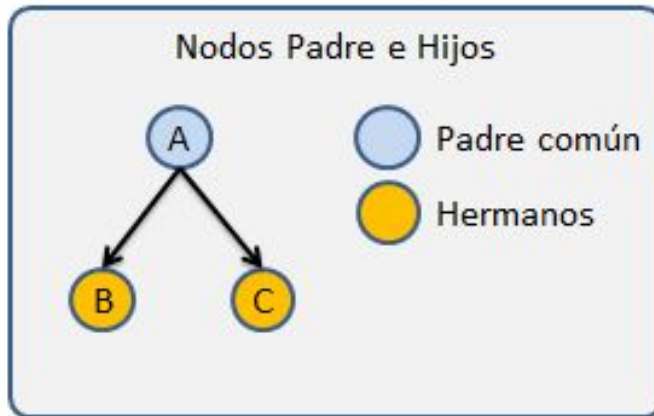 Nodos Padre e Hijos
A
Padre común
Hermanos
B
C